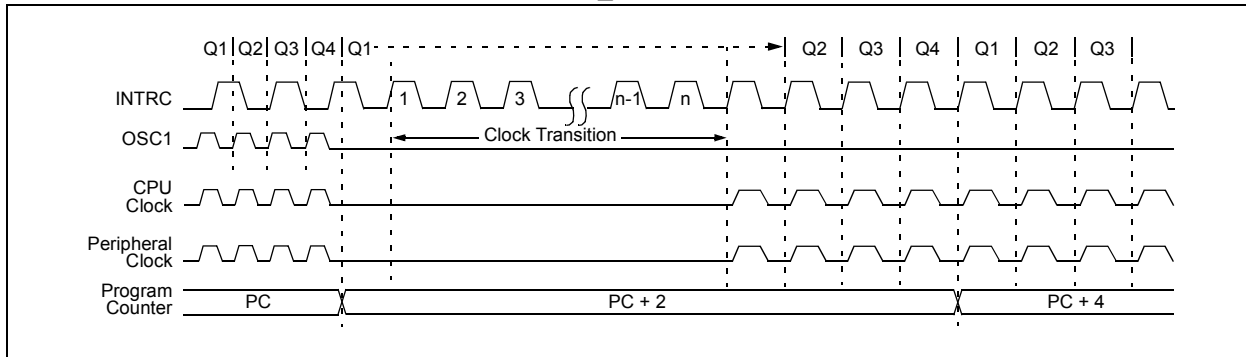 Q1 Q2 Q3 Q4 Q1 Q2 Q3 Q4 Q1 Q2 Q3
INTRC 1 2 3 n-1 n
OSC1 Clock Transition
CPU
Clock
Peripheral
Clock
Program
Counter
PC PC + 2 PC + 4